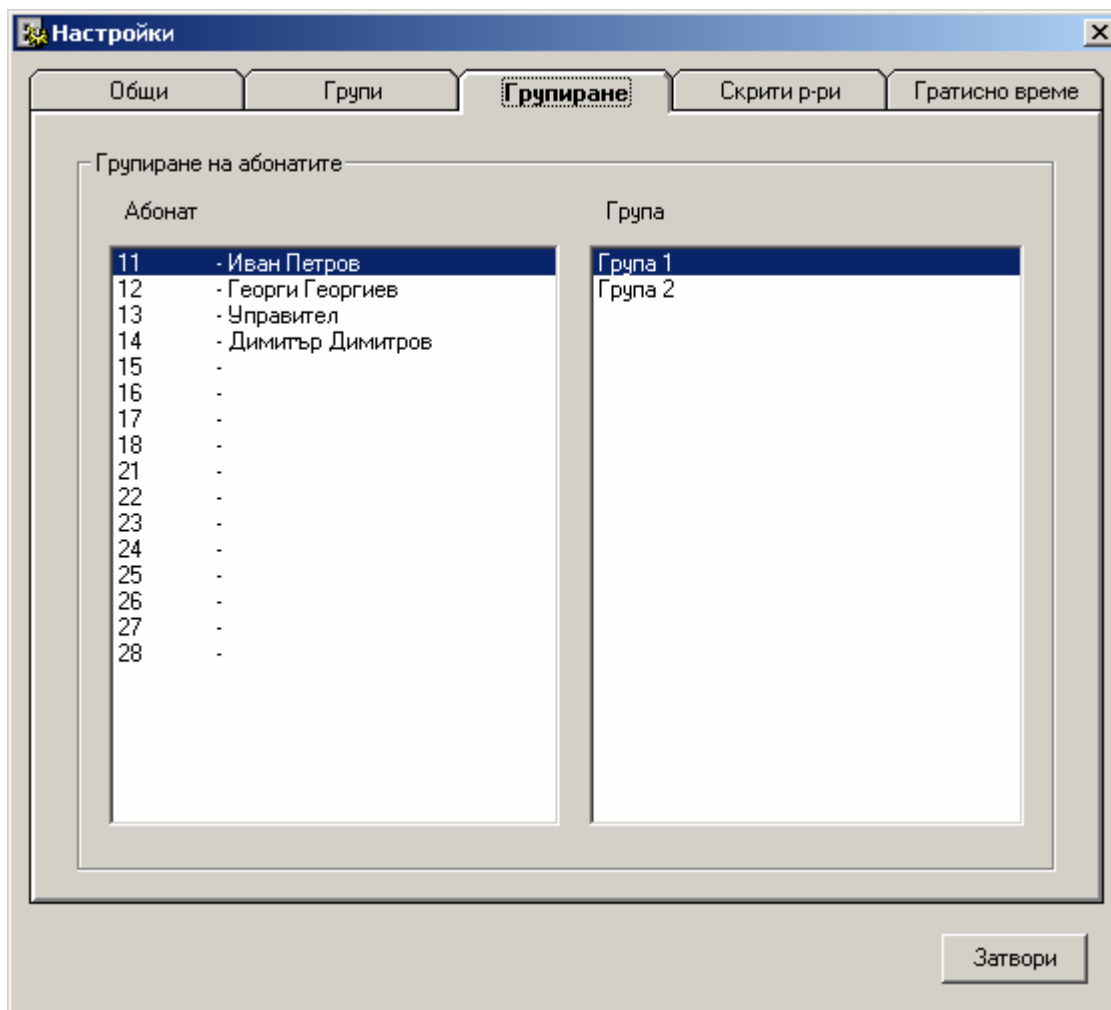 Настройки
Общи Групи Групиране Скрити р-ри Гратисно време
Групиране на абонатите
Абонат Група
11 - Иван Петров Група 1
12 - Георги Георгиев Група 2
13 - Управител
14 - Димитър Димитров
15 -
16 -
17 -
18 -
21 -
22 -
23 -
24 -
25 -
26 -
27 -
28 -
Затвори